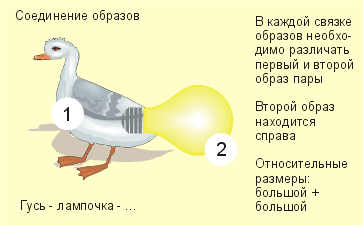 Соединение образов
1
2
Гусь - лампочка - ...
В каждой связке
образов необхо-
димо различать
первый и второй
образ пары
Второй образ
находится
справа
Относительные
размеры:
большой +
большой